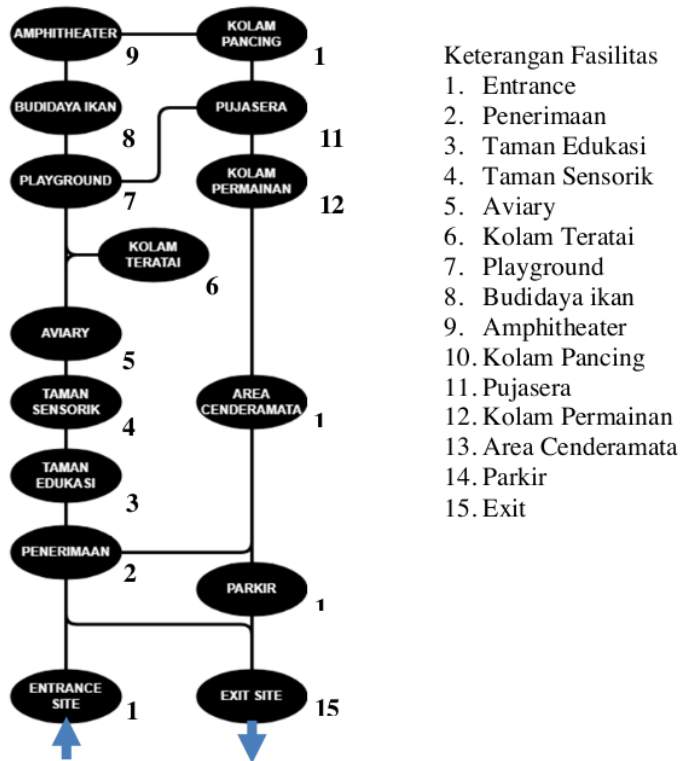 AMPHITHEATER
9
KOLAM
PANCING
1
BUDIDAYA IKAN
8
PUJASERA
11
PLAYGROUND
7
KOLAM
PERMAINAN
12
KOLAM
TERATAI
6
AVIARY
5
TAMAN
SENSORIK
4
AREA
CENDERAMATA
1
TAMAN
EDUKASI
3
PENERIMAAN
2
PARKIR
1
ENTRANCE
SITE
1
EXIT SITE
15
Keterangan Fasilitas
1. Entrance
2. Penerimaan
3. Taman Edukasi
4. Taman Sensorik
5. Aviary
6. Kolam Teratai
7. Playground
8. Budidaya ikan
9. Amphitheater
10. Kolam Pancing
11. Pujasera
12. Kolam Permainan
13. Area Cenderamata
14. Parkir
15. Exit